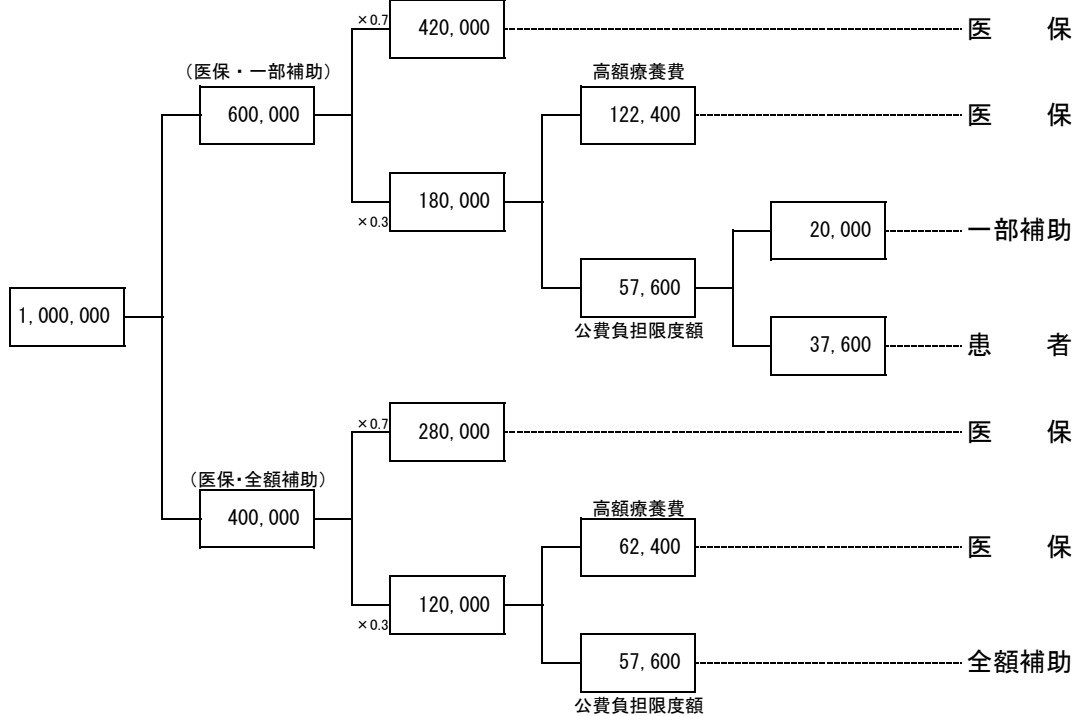 ×0.7
420,000
医　保
(医保・一部補助)
600,000
高額療養費
122,400
医　保
×0.3
180,000
20,000
一部補助
1,000,000
57,600
公費負担限度額
37,600
患　者
×0.7
280,000
医　保
(医保・全額補助)
400,000
高額療養費
62,400
医　保
×0.3
120,000
57,600
全額補助
公費負担限度額